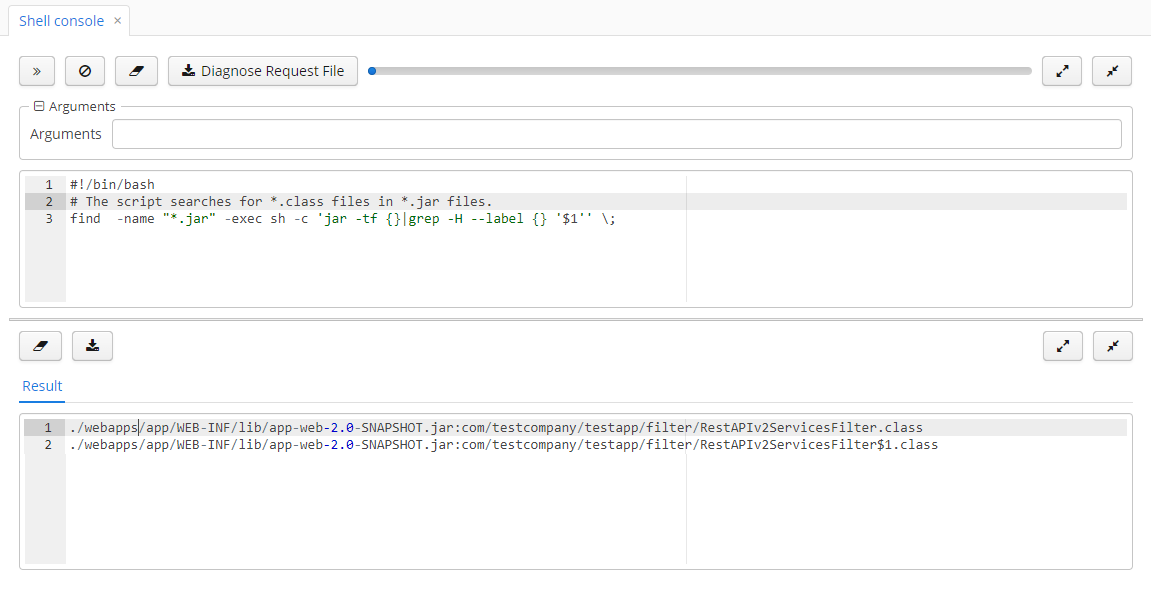 Shell console ×
» Diagnose Request File
Arguments
Arguments
1 #!/bin/bash
2 # The script searches for *.class files in *.jar files.
3 find  -name "*.jar" -exec sh -c 'jar -tf {}|grep -H --label {} '$1'' \;
Result
1 ./webapps/app/WEB-INF/lib/app-web-2.0-SNAPSHOT.jar:com/testcompany/testapp/filter/RestAPIv2ServicesFilter.class
2 ./webapps/app/WEB-INF/lib/app-web-2.0-SNAPSHOT.jar:com/testcompany/testapp/filter/RestAPIv2ServicesFilter$1.class